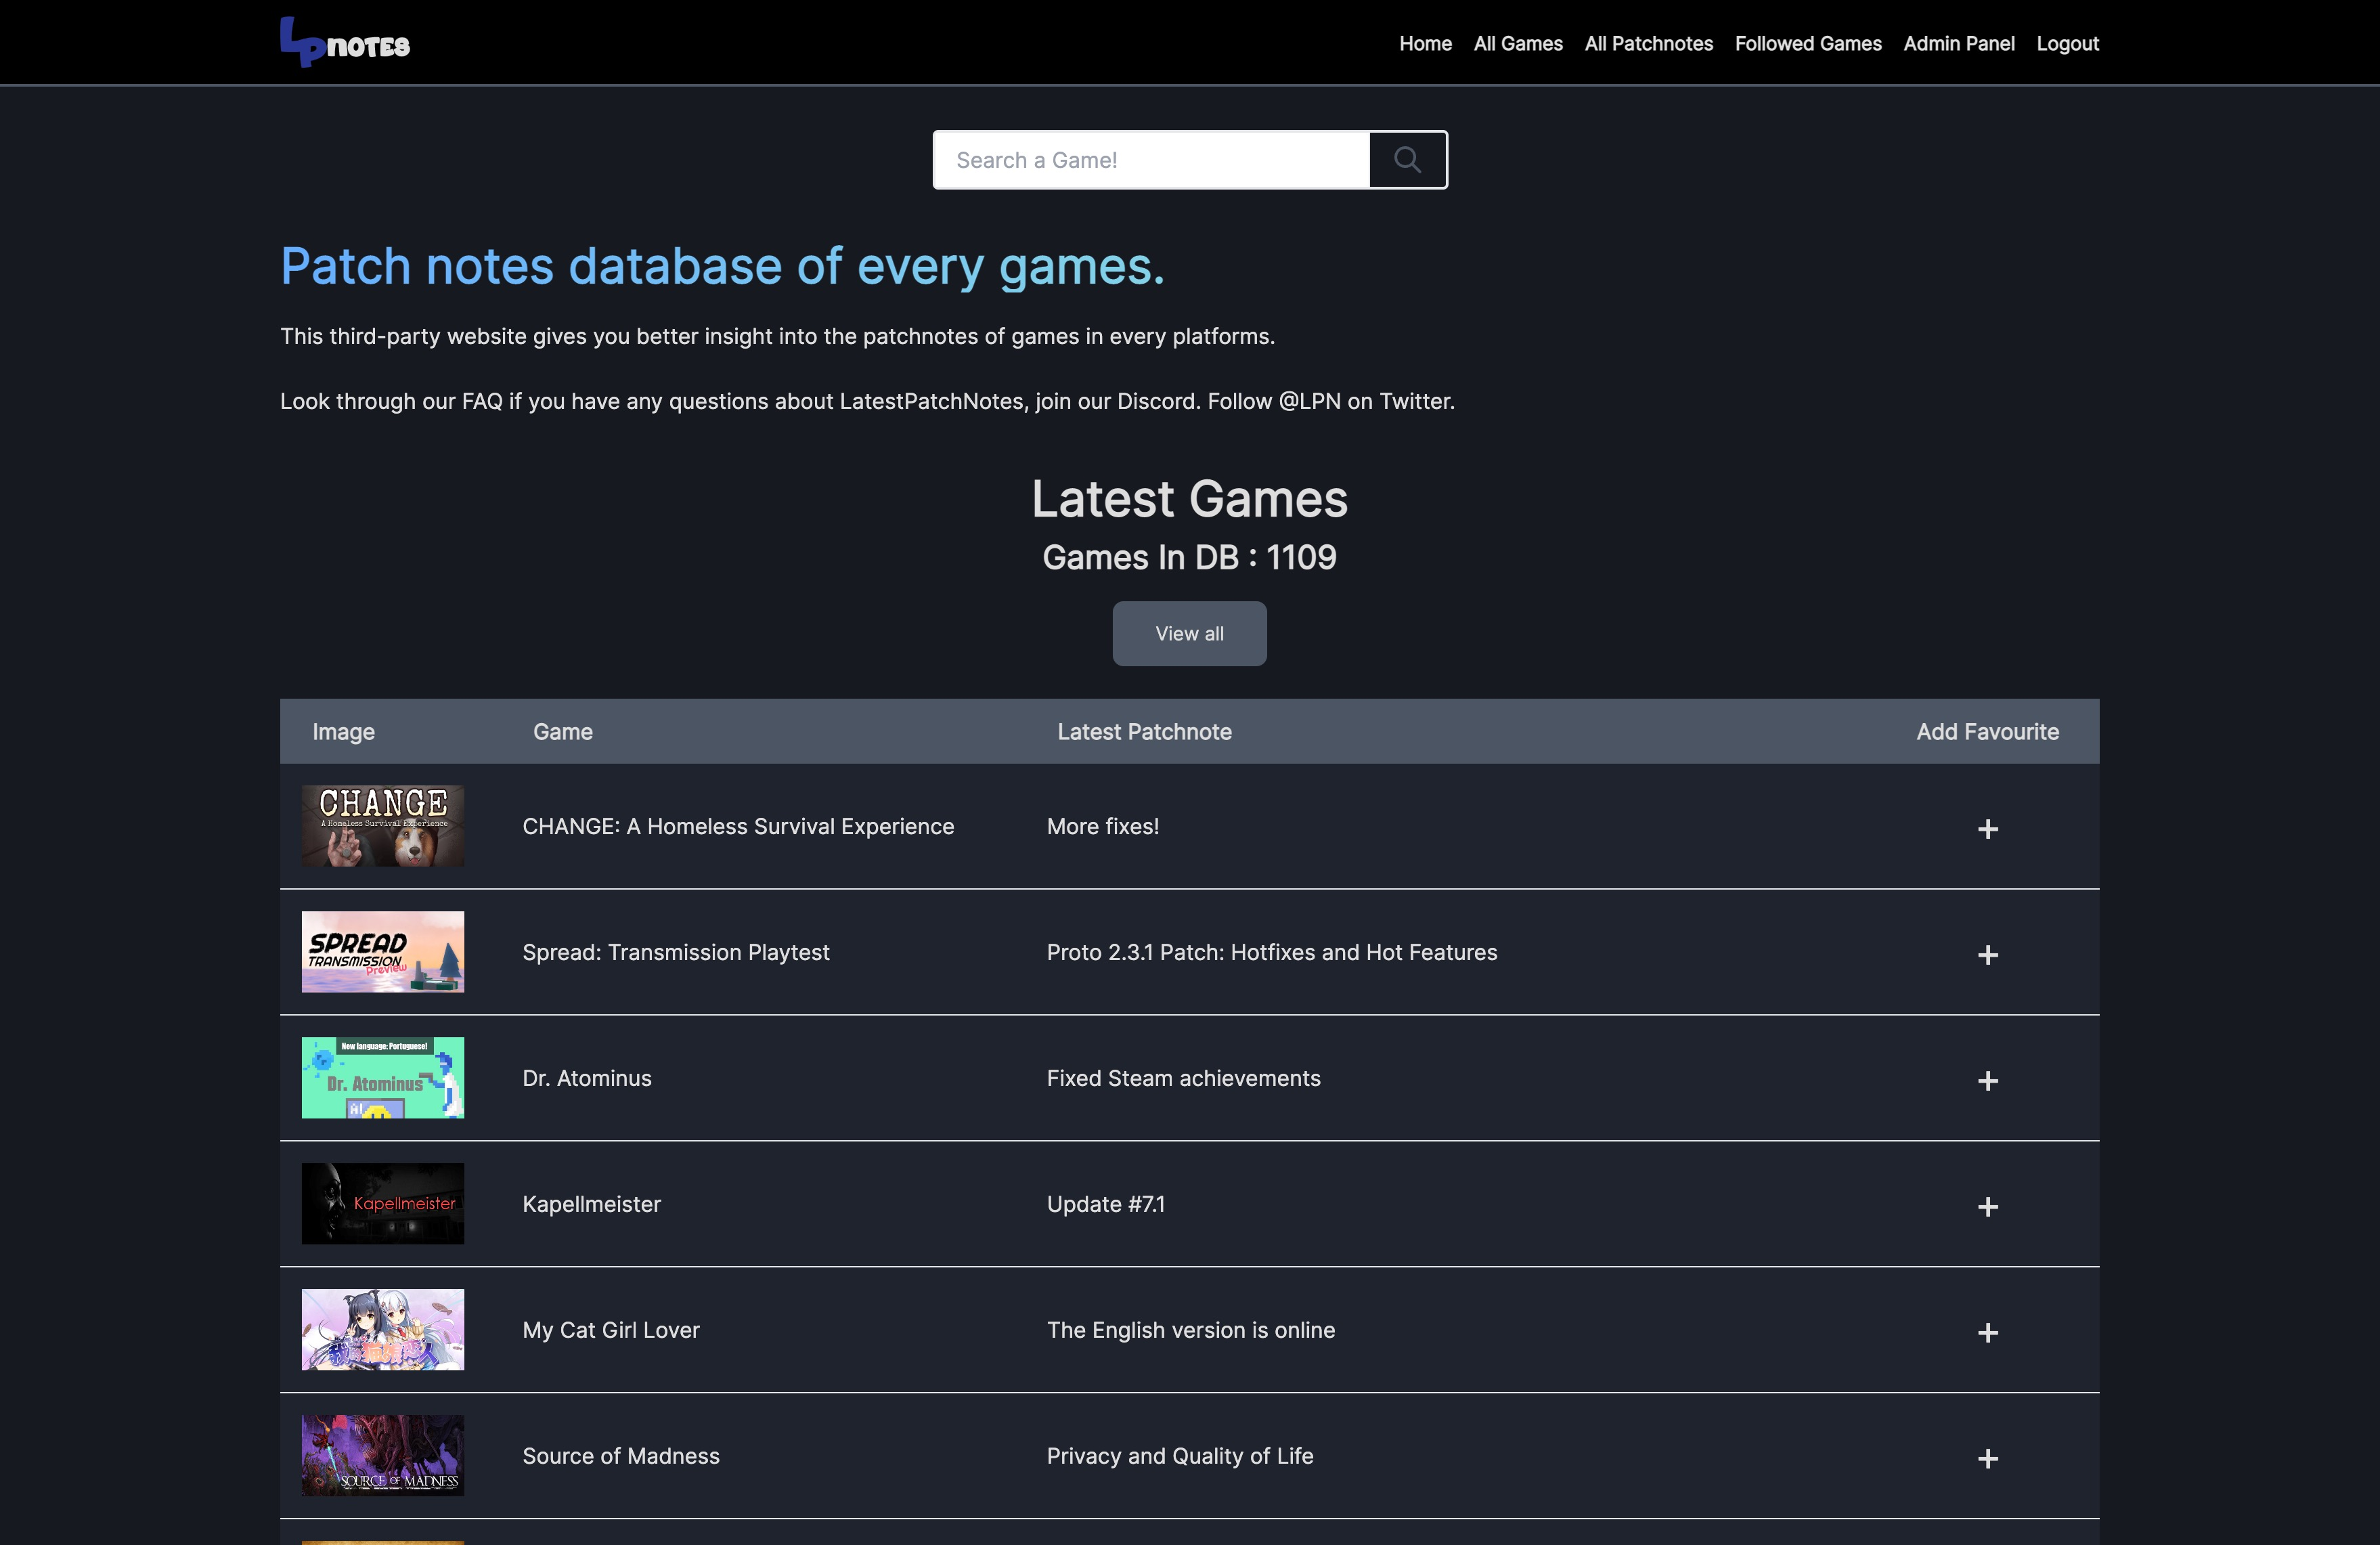 LPNOTES
Home All Games All Patchnotes Followed Games Admin Panel Logout
Search a Game!
Patch notes database of every games.
This third-party website gives you better insight into the patchnotes of games in every platforms.
Look through our FAQ if you have any questions about LatestPatchNotes, join our Discord. Follow @LPN on Twitter.
Latest Games
Games In DB : 1109
View all
Image Game Latest Patchnote Add Favourite
CHANGE
A Homeless Survival Experience
CHANGE: A Homeless Survival Experience More fixes! +
SPREAD
TRANSMISSION
Preview
Spread: Transmission Playtest Proto 2.3.1 Patch: Hotfixes and Hot Features +
New language: Portuguese!
Dr. Atominus
AI
Dr. Atominus Fixed Steam achievements +
Kapellmeister
Kapellmeister Update #7.1 +
My Cat Girl Lover The English version is online +
SOURCE OF MADNESS
Source of Madness Privacy and Quality of Life +